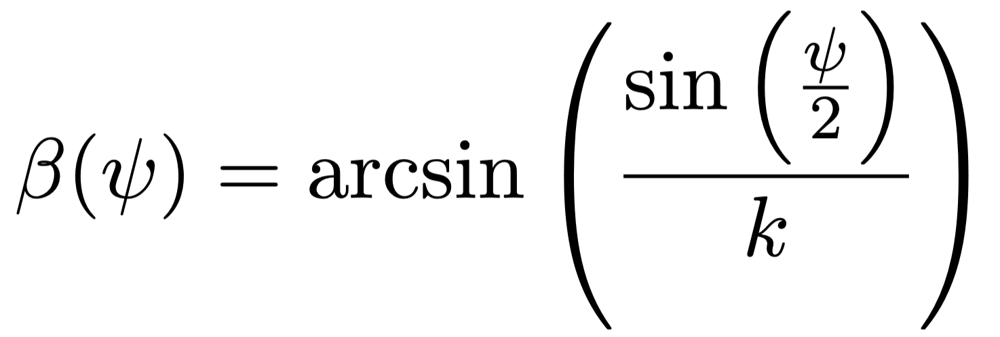 β(ψ) = arcsin(sin(ψ/2)/k)